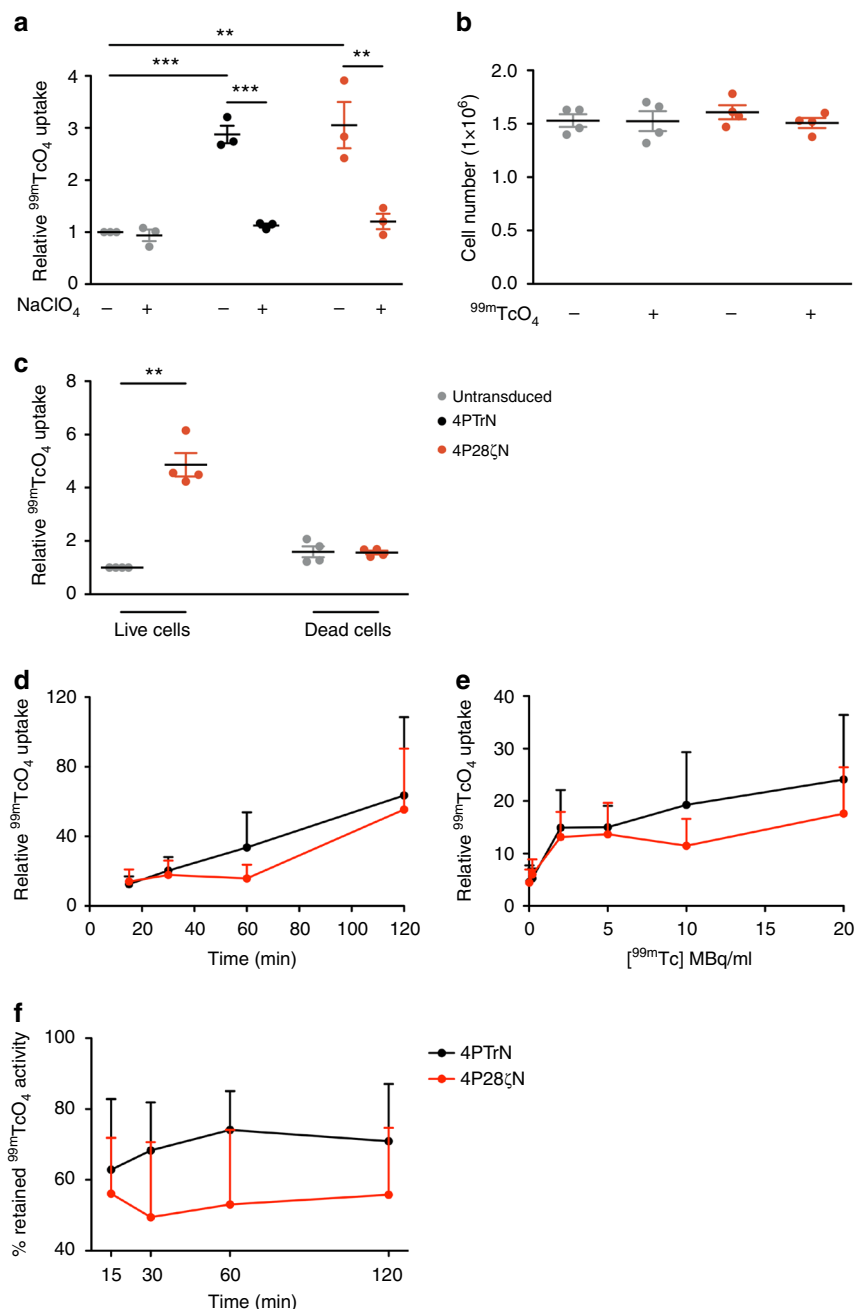 a
** 
*** *** **
Relative ⁹⁹ᵐTcO₄ uptake
4
3
2
1
0
NaClO₄ – + – + – +
b
Cell number (1×10⁶)
2.0
1.5
1.0
0.5
0.0
⁹⁹ᵐTcO₄ – + – +
c
**
Relative ⁹⁹ᵐTcO₄ uptake
8
6
4
2
0
Live cells Dead cells
Untransduced
4PTrN
4P28ζN
d
Relative ⁹⁹ᵐTcO₄ uptake
120
80
40
0
0 20 40 60 80 100 120
Time (min)
e
Relative ⁹⁹ᵐTcO₄ uptake
40
30
20
10
0
0 5 10 15 20
[⁹⁹ᵐTc] MBq/ml
f
% retained ⁹⁹ᵐTcO₄ activity
100
80
60
40
15 30 60 120
Time (min)
4PTrN
4P28ζN